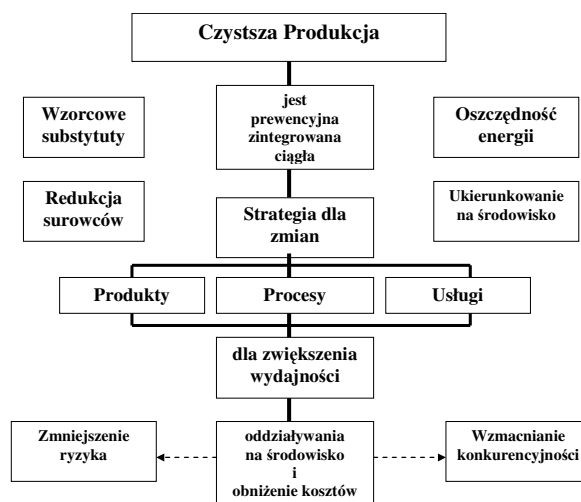 Czystsza Produkcja
Wzorcowe
substytuty
jest
prewencyjna
zintegrowana
ciągła
Oszczędność
energii
Redukcja
surowców
Strategia dla
zmian
Ukierunkowanie
na środowisko
Produkty
Procesy
Usługi
dla zwiększenia
wydajności
Zmniejszenie
ryzyka
oddziaływania
na środowisko
i
obniżenie kosztów
Wzmacnianie
konkurencyjności